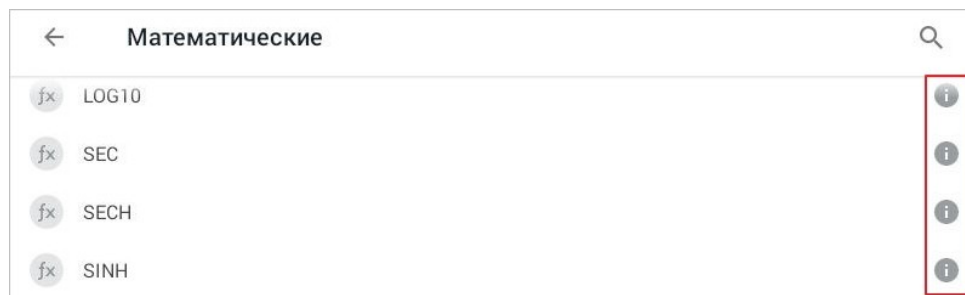 Математические
fx LOG10 i
fx SEC i
fx SECH i
fx SINH i